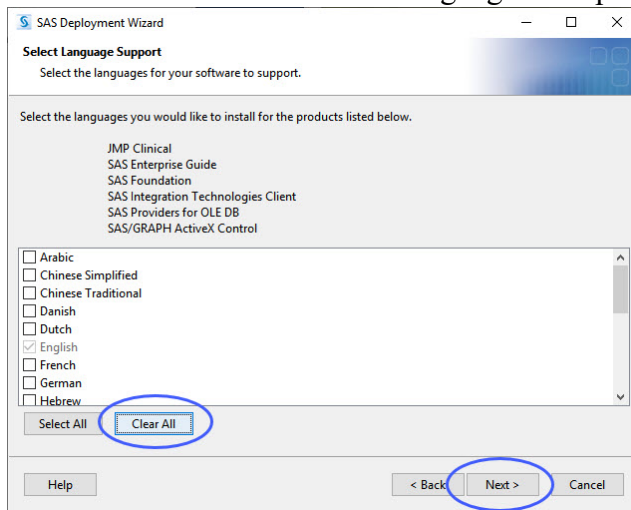 SAS Deployment Wizard
Select Language Support
Select the languages for your software to support.
Select the languages you would like to install for the products listed below.
JMP Clinical
SAS Enterprise Guide
SAS Foundation
SAS Integration Technologies Client
SAS Providers for OLE DB
SAS/GRAPH ActiveX Control
Arabic
Chinese Simplified
Chinese Traditional
Danish
Dutch
English
French
German
Hebrew
Select All Clear All
Help < Back Next > Cancel